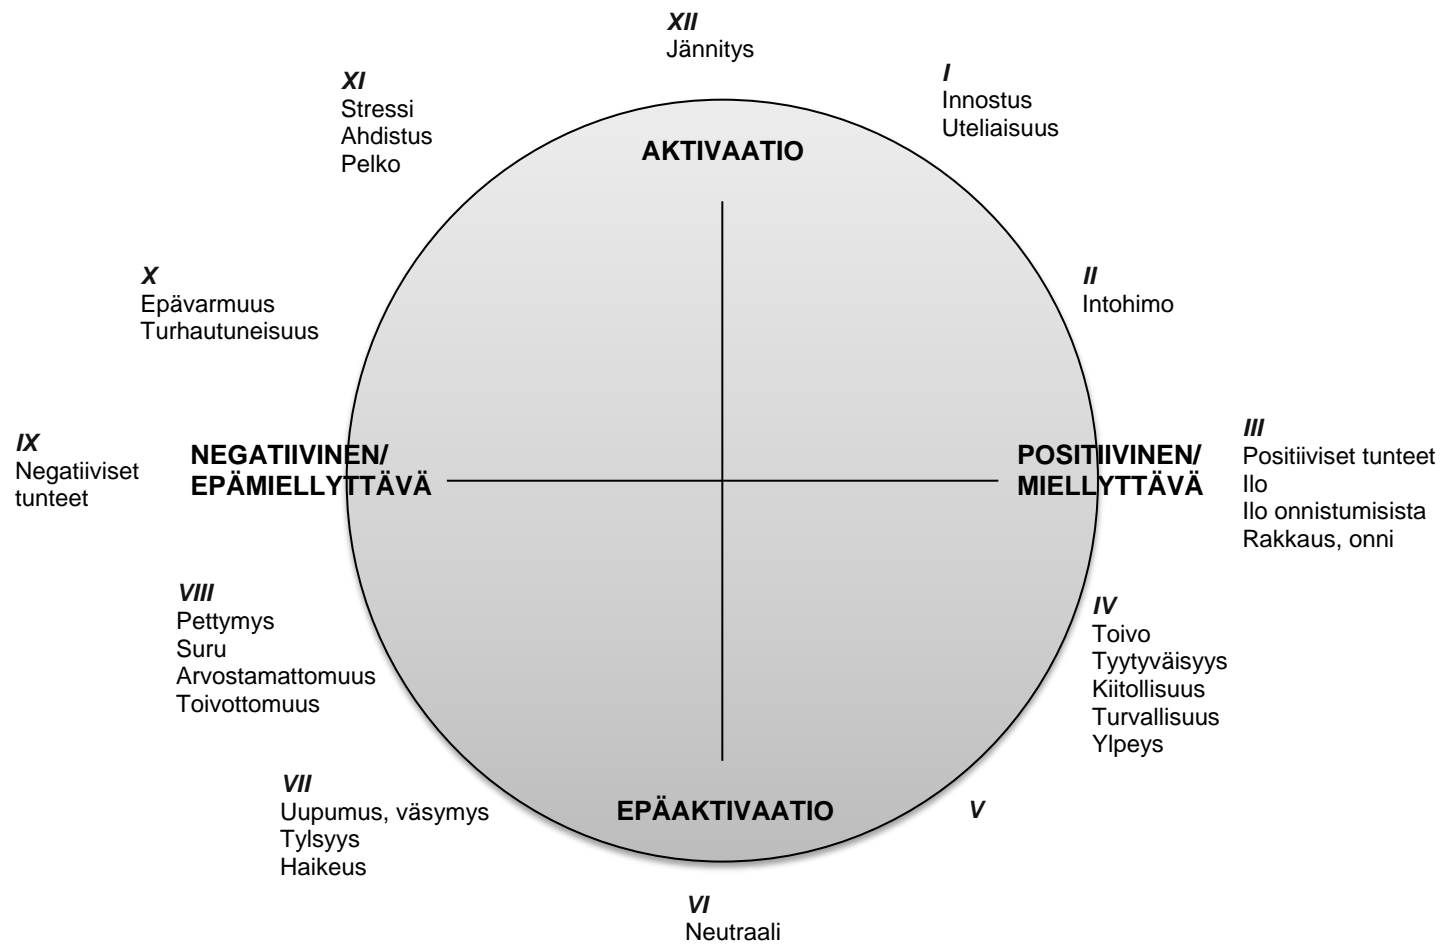 XII
Jännitys
I
Innostus
Uteliaisuus
XI
Stressi
Ahdistus
Pelko
AKTIVAATIO
X
Epävarmuus
Turhautuneisuus
II
Intohimo
IX
Negatiiviset
tunteet
NEGATIIVINEN/
EPÄMIELLYTTÄVÄ
POSITIIVINEN/
MIELLYTTÄVÄ
III
Positiiviset tunteet
Ilo
Ilo onnistumisista
Rakkaus, onni
VIII
Pettymys
Suru
Arvostamattomuus
Toivottomuus
IV
Toivo
Tyytyväisyys
Kiitollisuus
Turvallisuus
Ylpeys
VII
Uupumus, väsymys
Tylsyys
Haikeus
EPÄAKTIVAATIO
V
VI
Neutraali